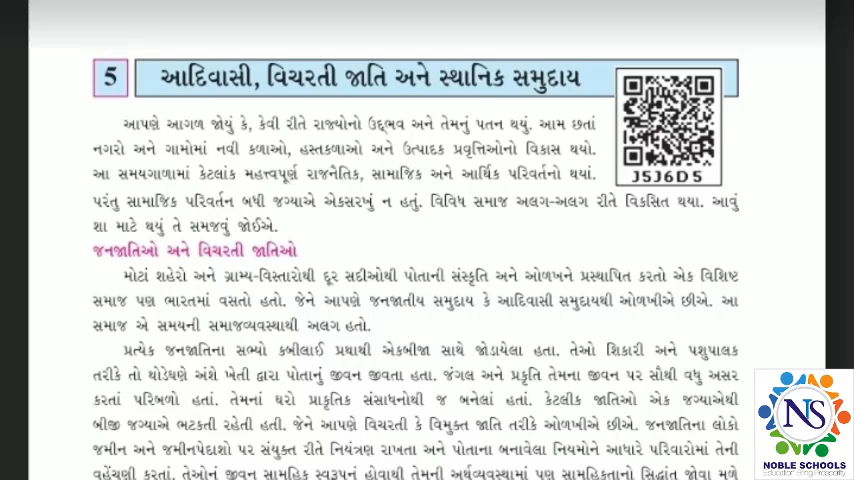 5
આદિવાસી, વિચરતી જાતિ અને સ્થાનિક સમુદાય
આપણે આગળ જોયું કે, કેવી રીતે રાજ્યોનો ઉદ્ભવ અને તેમનું પતન થયું. આમ છતાં
નગરો અને ગામોમાં નવી કળાઓ, હસ્તકળાઓ અને ઉત્પાદક પ્રવૃત્તિઓનો વિકાસ થયો.
આ સમયગાળામાં કેટલાંક મહત્ત્વપૂર્ણ રાજનૈતિક, સામાજિક અને આર્થિક પરિવર્તનો થયાં.
J5J6D5
પરંતુ સામાજિક પરિવર્તન બધી જગ્યાએ એકસરખું ન હતું. વિવિધ સમાજ અલગ-અલગ રીતે વિકસિત થયા. આવું
શા માટે થયું તે સમજવું જોઈએ.
જનજાતિઓ અને વિચરતી જાતિઓ
મોટાં શહેરો અને ગ્રામ્ય-વિસ્તારોથી દૂર સદીઓથી પોતાની સંસ્કૃતિ અને ઓળખને પ્રસ્થાપિત કરતો એક વિશિષ્ટ
સમાજ પણ ભારતમાં વસતો હતો. જેને આપણે જનજાતીય સમુદાય કે આદિવાસી સમુદાયથી ઓળખીએ છીએ. આ
સમાજ એ સમયની સમાજવ્યવસ્થાથી અલગ હતો.
પ્રત્યેક જનજાતિના સભ્યો કબીલાઈ પ્રથાથી એકબીજા સાથે જોડાયેલા હતા. તેઓ શિકારી અને પશુપાલક
તરીકે તો થોડેઘણે અંશે ખેતી દ્વારા પોતાનું જીવન જીવતા હતા. જંગલ અને પ્રકૃતિ તેમના જીવન પર સૌથી વધુ અસર
કરતાં પરિબળો હતાં. તેમનાં ઘરો પ્રાકૃતિક સંસાધનોથી જ બનેલાં હતાં. કેટલીક જાતિઓ એક જગ્યાએથી
બીજી જગ્યાએ ભટકતી રહેતી હતી. જેને આપણે વિચરતી કે વિમુક્ત જાતિ તરીકે ઓળખીએ છીએ. જનજાતિના લોકો
જમીન અને જમીનપેદાશો પર સંયુક્ત રીતે નિયંત્રણ રાખતા અને પોતાના બનાવેલા નિયમોને આધારે પરિવારોમાં તેની
વહેંચણી કરતાં. તેઓનું જીવન સામૂહિક સ્વરૂપનું હોવાથી તેમની અર્થવ્યવસ્થામાં પણ સામૂહિકતાનો સિદ્ધાંત જોવા મળે
NS
NOBLE SCHOOLS
Education Bring Prosperity